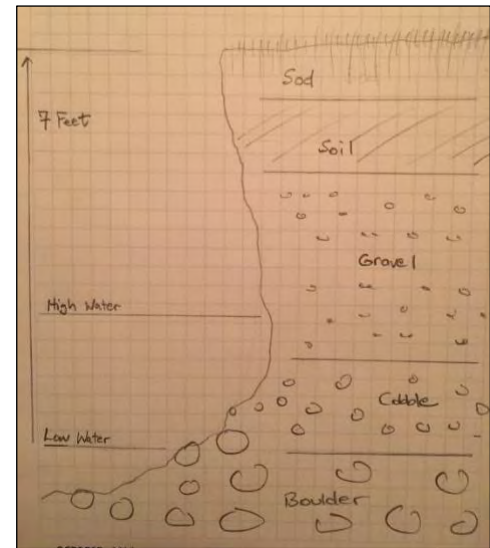 Sod
7 Feet
Soil
Gravel
High Water
Cobble
Low Water
Boulder